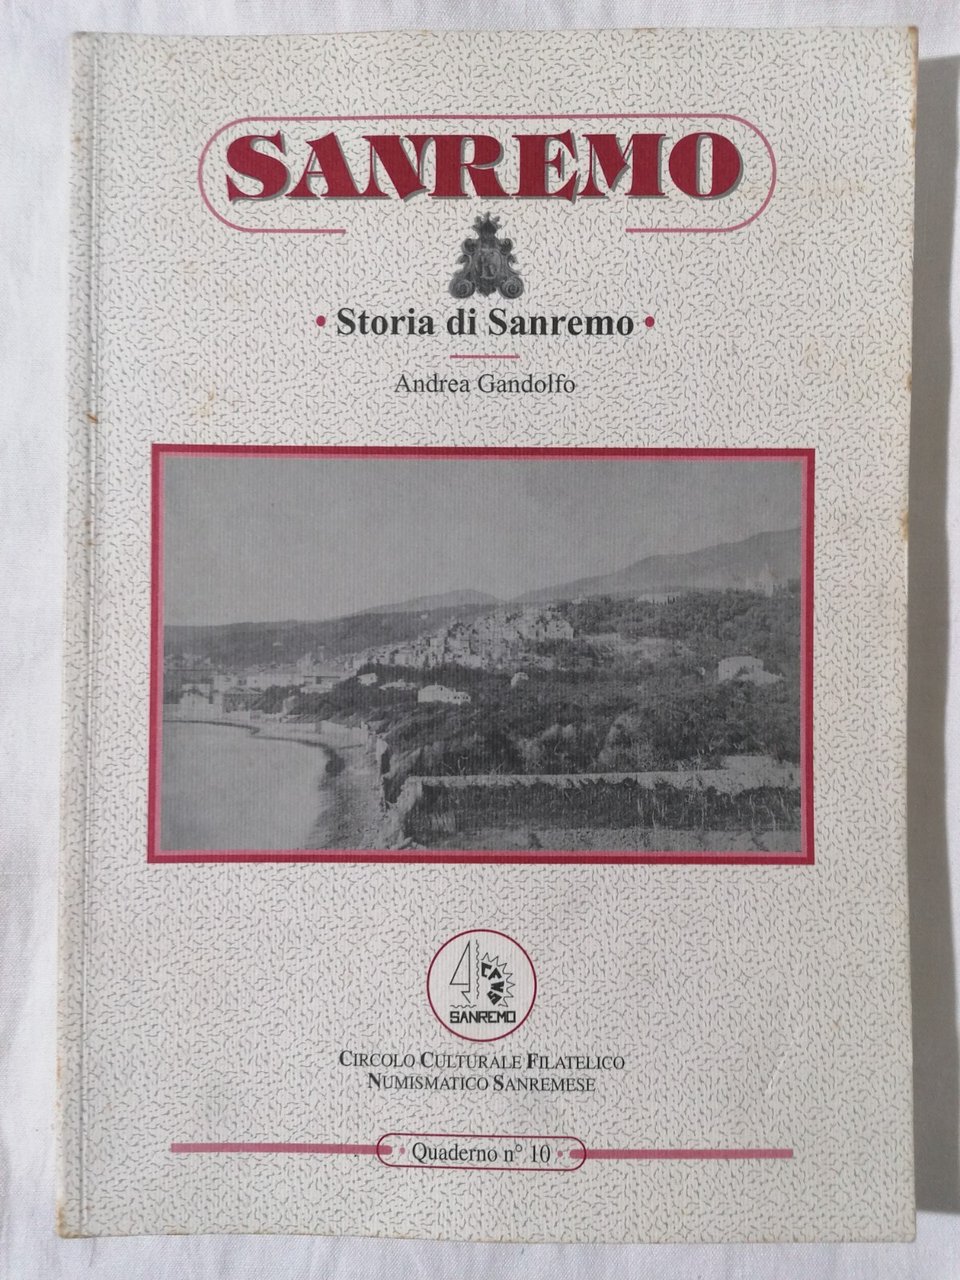 SANREMO
• Storia di Sanremo •
Andrea Gandolfo
SANREMO
CIRCOLO CULTURALE FILATELICO
NUMISMATICO SANREMESE
Quaderno n° 10